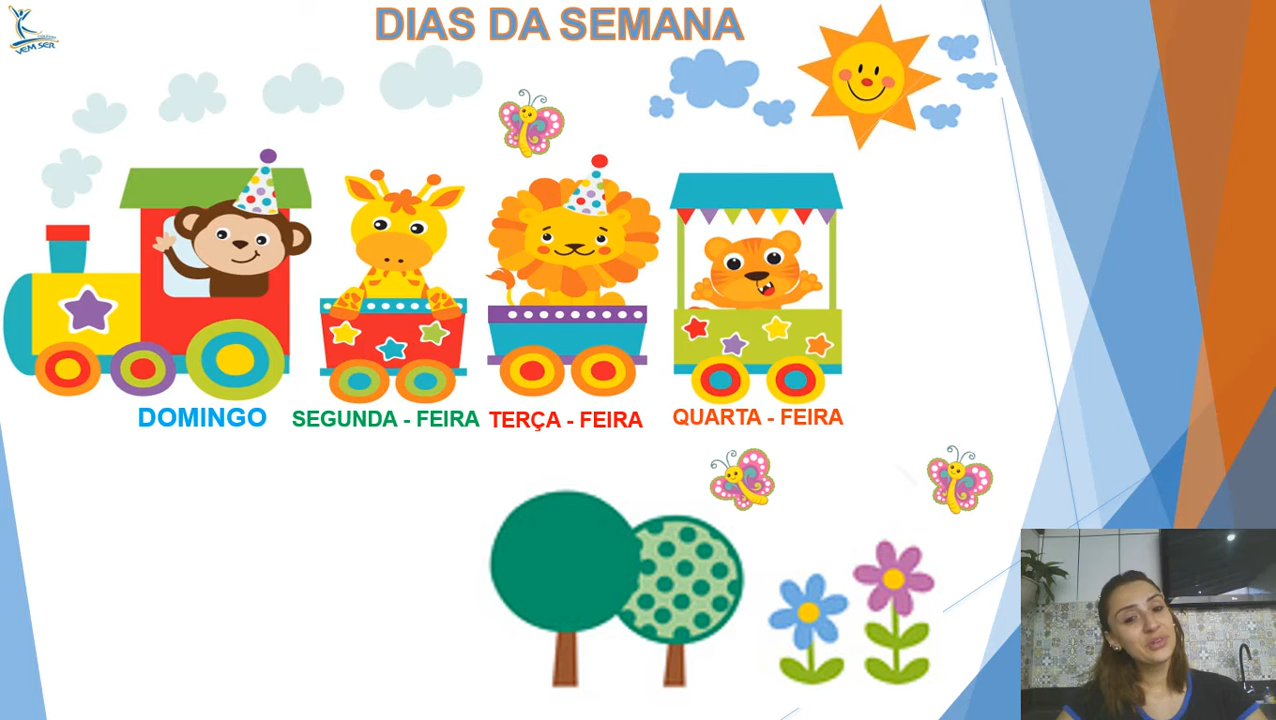 DIAS DA SEMANA
VEM SER
DOMINGO
SEGUNDA - FEIRA
TERÇA - FEIRA
QUARTA - FEIRA